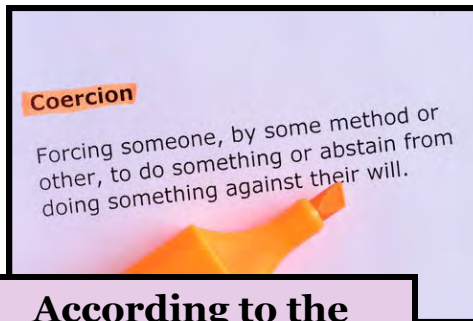 Coercion
Forcing someone, by some method or
other, to do something or abstain from
doing something against their will.
According to the